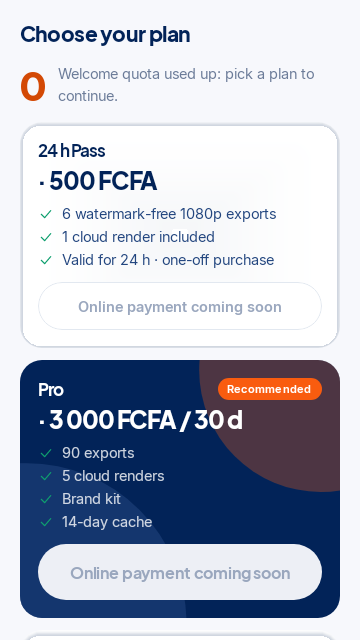 Choose your plan
0
Welcome quota used up: pick a plan to
continue.
24 h Pass
· 500 FCFA
6 watermark-free 1080p exports
1 cloud render included
Valid for 24 h · one-off purchase
Online payment coming soon
Pro
Recommended
· 3 000 FCFA / 30 d
90 exports
5 cloud renders
Brand kit
14-day cache
Online payment coming soon